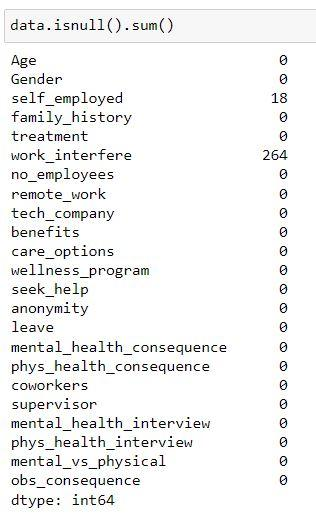 data.isnull().sum()
Age 0
Gender 0
self_employed 18
family_history 0
treatment 0
work_interfere 264
no_employees 0
remote_work 0
tech_company 0
benefits 0
care_options 0
wellness_program 0
seek_help 0
anonymity 0
leave 0
mental_health_consequence 0
phys_health_consequence 0
coworkers 0
supervisor 0
mental_health_interview 0
phys_health_interview 0
mental_vs_physical 0
obs_consequence 0
dtype: int64